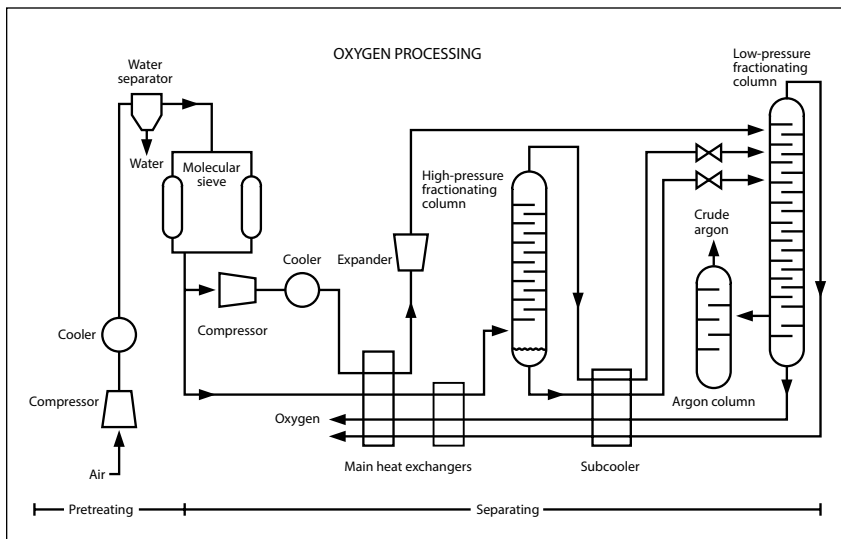 OXYGEN PROCESSING
Low-pressure
fractionating
column
Water
separator
Water
Molecular
sieve
High-pressure
fractionating
column
Crude
argon
Cooler
Expander
Compressor
Cooler
Compressor
Argon column
Oxygen
Main heat exchangers
Subcooler
Air
Pretreating
Separating